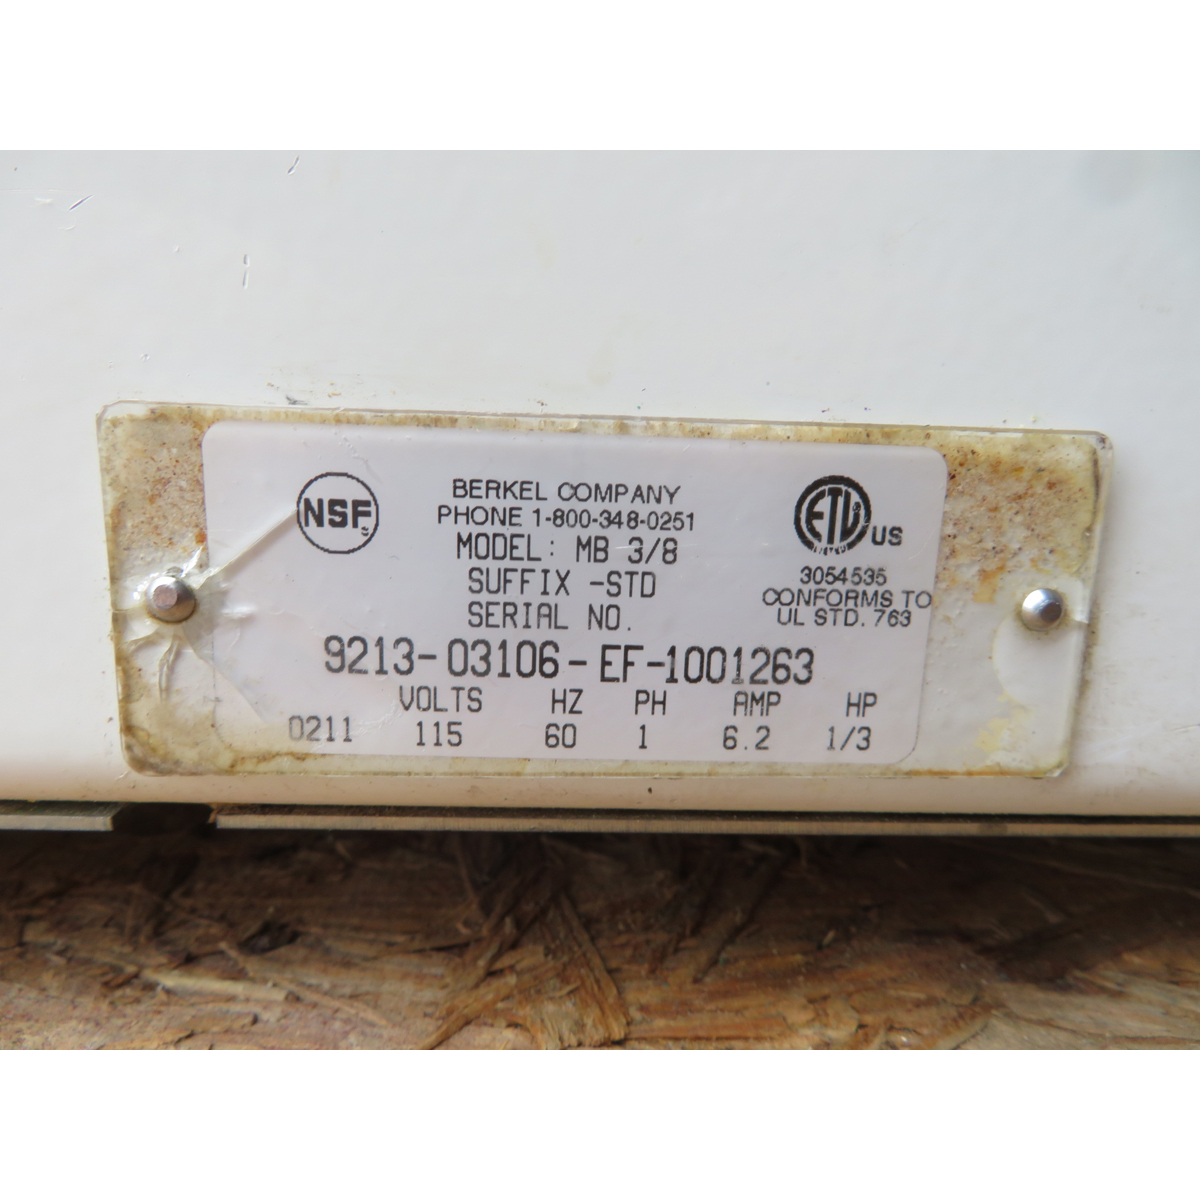 NSF
BERKEL COMPANY
PHONE 1-800-348-0251
MODEL: MB 3/8
SUFFIX -STD
SERIAL NO.
9213-03106-EF-1001263
ETL US
3054535
CONFORMS TO
UL STD. 763
VOLTS HZ PH AMP HP
0211 115 60 1 6.2 1/3